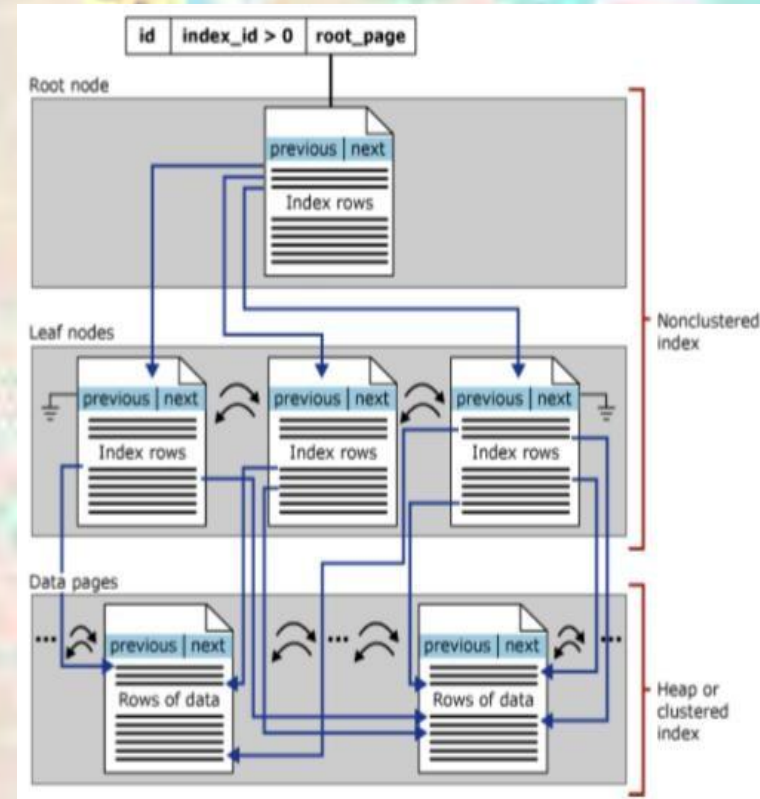 id index_id > 0 root_page
Root node
previous next
Index rows
Nonclustered
index
Leaf nodes
previous next previous next previous next
Index rows Index rows Index rows
Data pages
... ... ...
previous next previous next
Rows of data Rows of data
Heap or
clustered
index